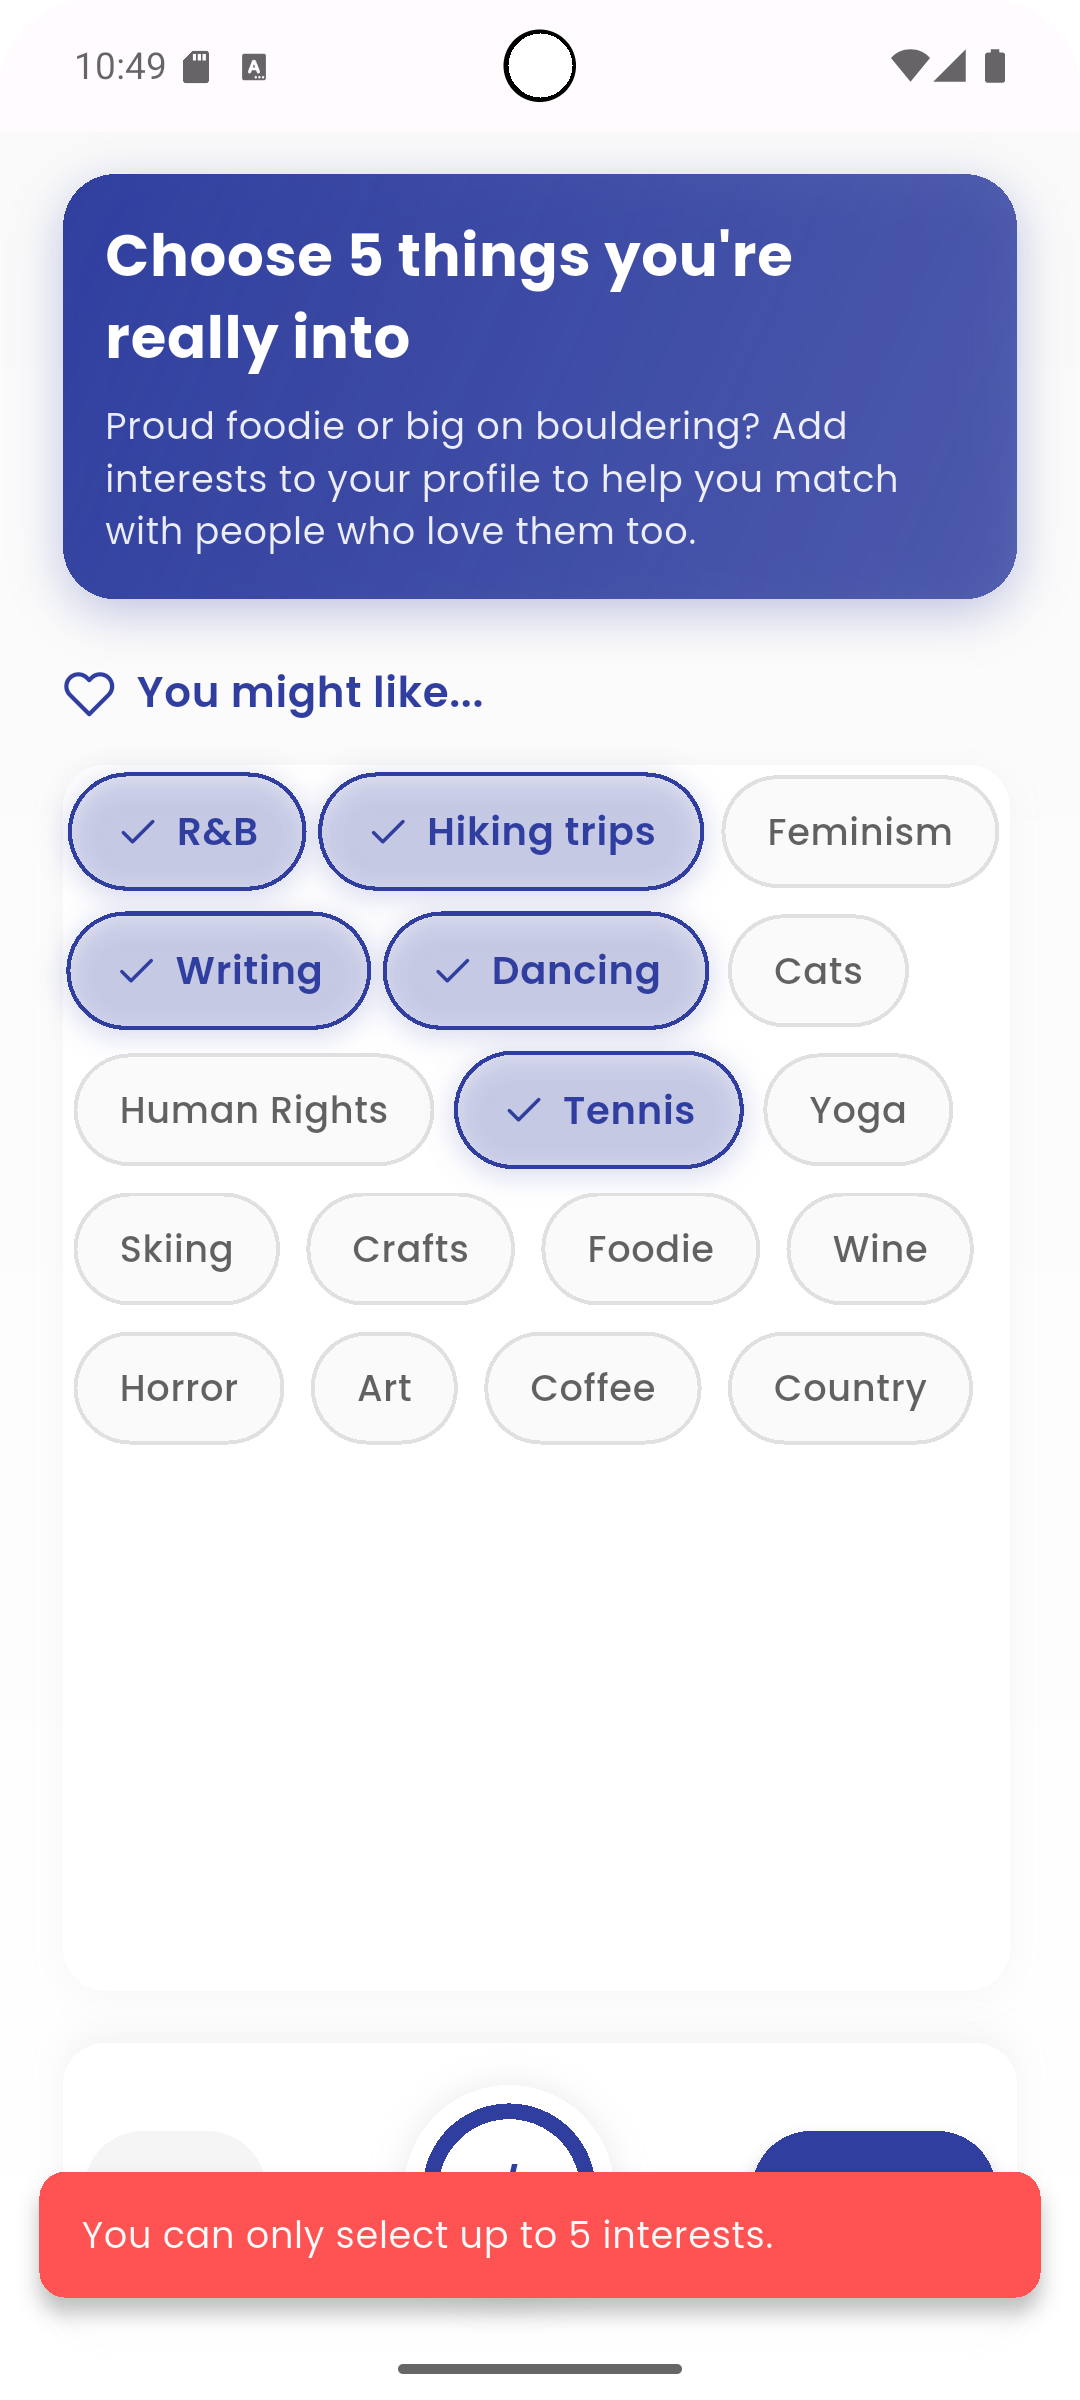 10:49
Choose 5 things you're
really into
Proud foodie or big on bouldering? Add
interests to your profile to help you match
with people who love them too.
You might like...
R&B Hiking trips Feminism
Writing Dancing Cats
Human Rights Tennis Yoga
Skiing Crafts Foodie Wine
Horror Art Coffee Country
You can only select up to 5 interests.